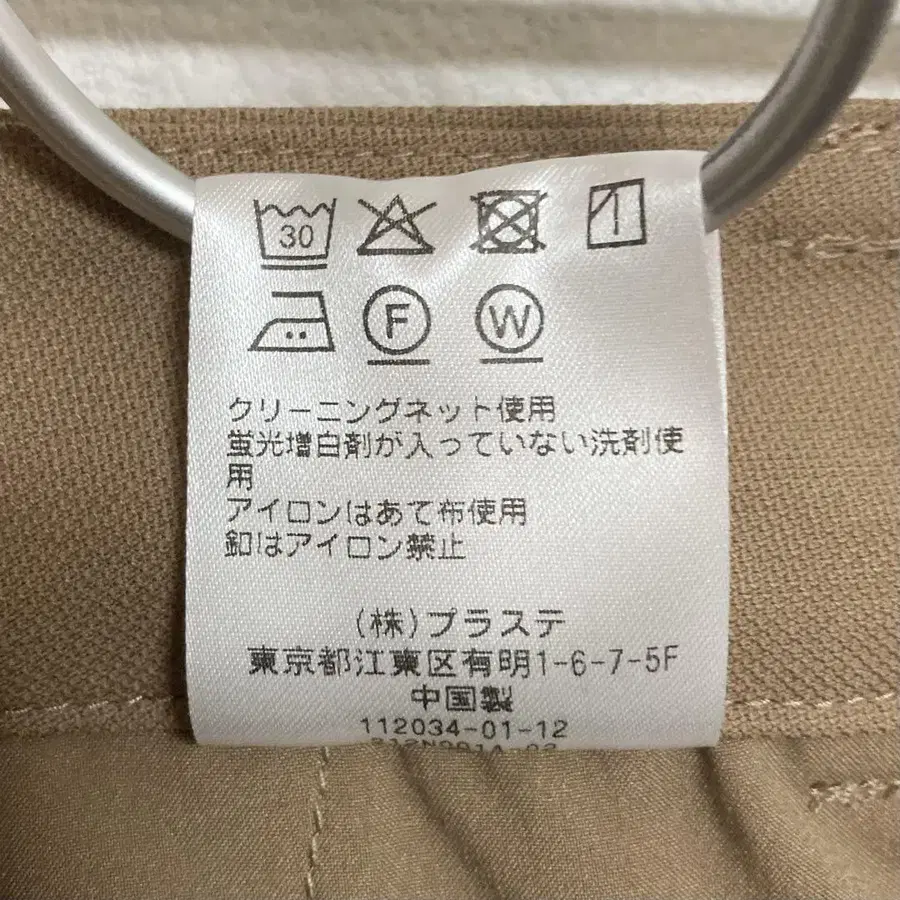 30
F W
クリーニングネット使用
蛍光増白剤が入っていない洗剤使
用
アイロンはあて布使用
釦はアイロン禁止
(株)プラステ
東京都江東区有明1-6-7-5F
中国製
112034-01-12